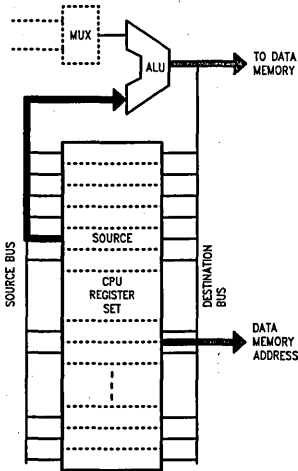 MUX
ALU
TO DATA
MEMORY
SOURCE
SOURCE BUS
CPU
REGISTER
SET
DESTINATION
BUS
DATA
MEMORY
ADDRESS